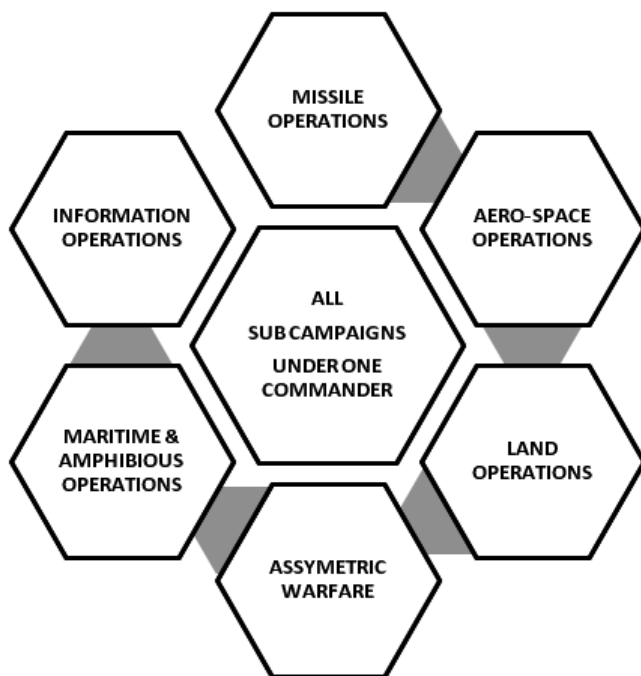 MISSILE
OPERATIONS
AERO-SPACE
OPERATIONS
LAND
OPERATIONS
ASSYMETRIC
WARFARE
MARITIME &
AMPHIBIOUS
OPERATIONS
INFORMATION
OPERATIONS
ALL
SUB CAMPAIGNS
UNDER ONE
COMMANDER